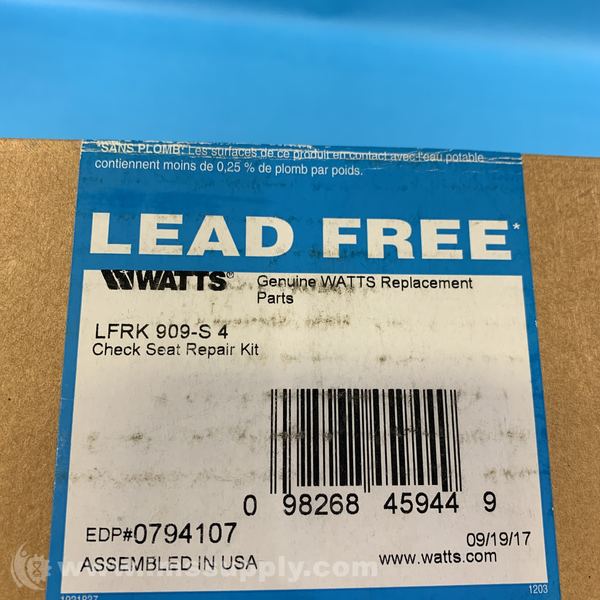 *SANS PLOMB: Les surfaces de ce produit en contact avec l'eau potable
contiennent moins de 0,25 % de plomb par poids.
LEAD FREE*
WATTS® Genuine WATTS Replacement
Parts
LFRK 909-S 4
Check Seat Repair Kit
0 98268 45944 9
EDP#0794107
09/19/17
ASSEMBLED IN USA
www.watts.com
1203